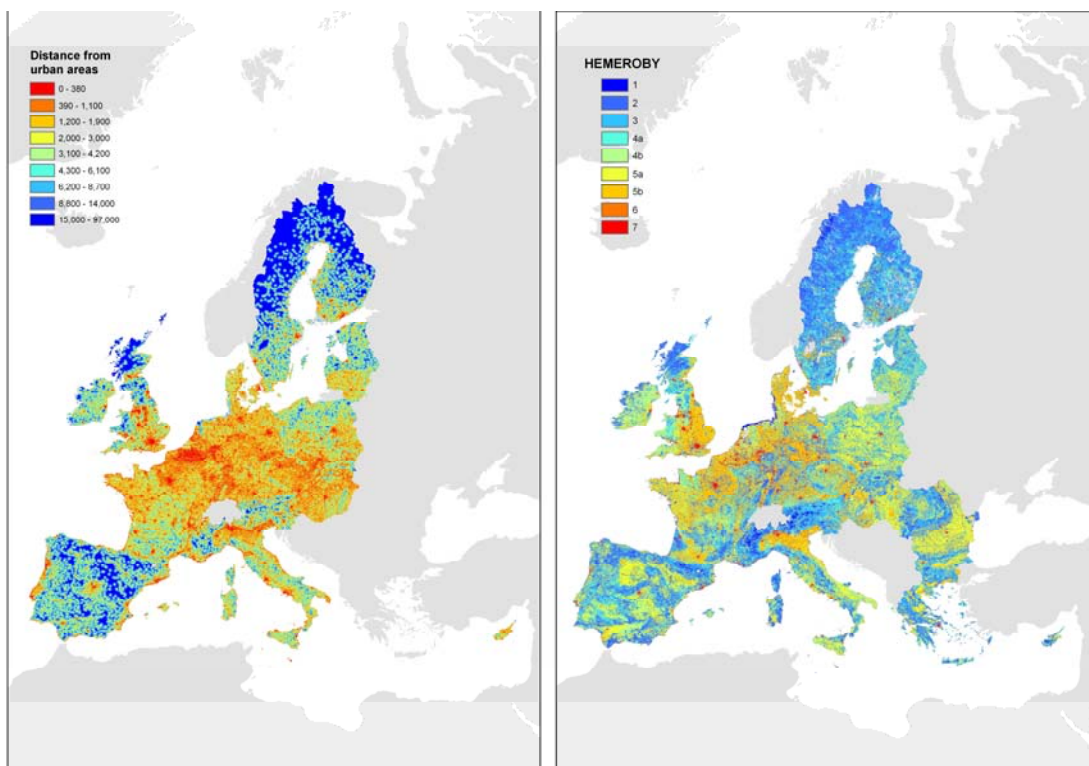 Distance from
urban areas
0 - 380
390 - 1,100
1,200 - 1,900
2,000 - 3,000
3,100 - 4,200
4,300 - 6,100
6,200 - 8,700
8,800 - 14,000
15,000 - 97,000
HEMEROBY
1
2
3
4a
4b
5a
5b
6
7